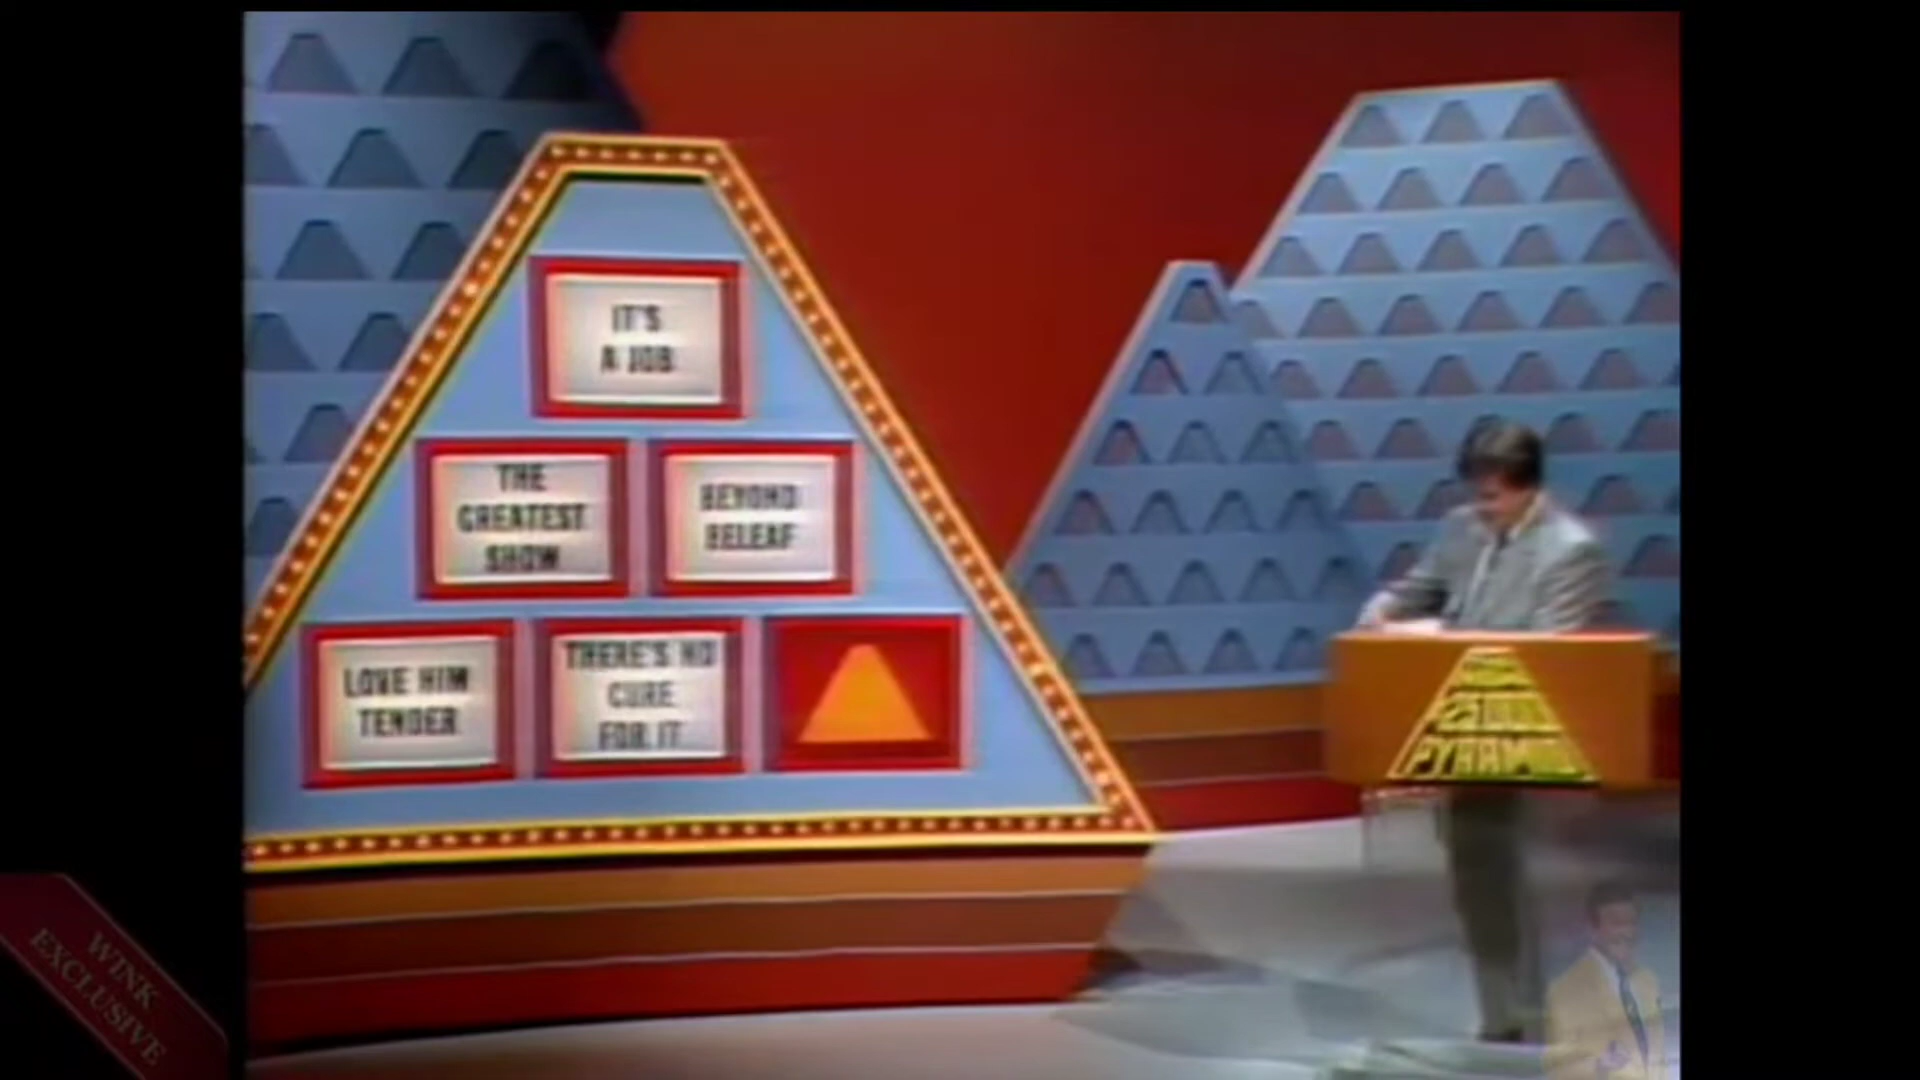 IT'S
A JOB
THE
GREATEST
SHOW
BEYOND
BELEAF
LOVE HIM
TENDER
THERE'S NO
CURE
FOR IT
PYRAMID
WINK
EXCLUSIVE